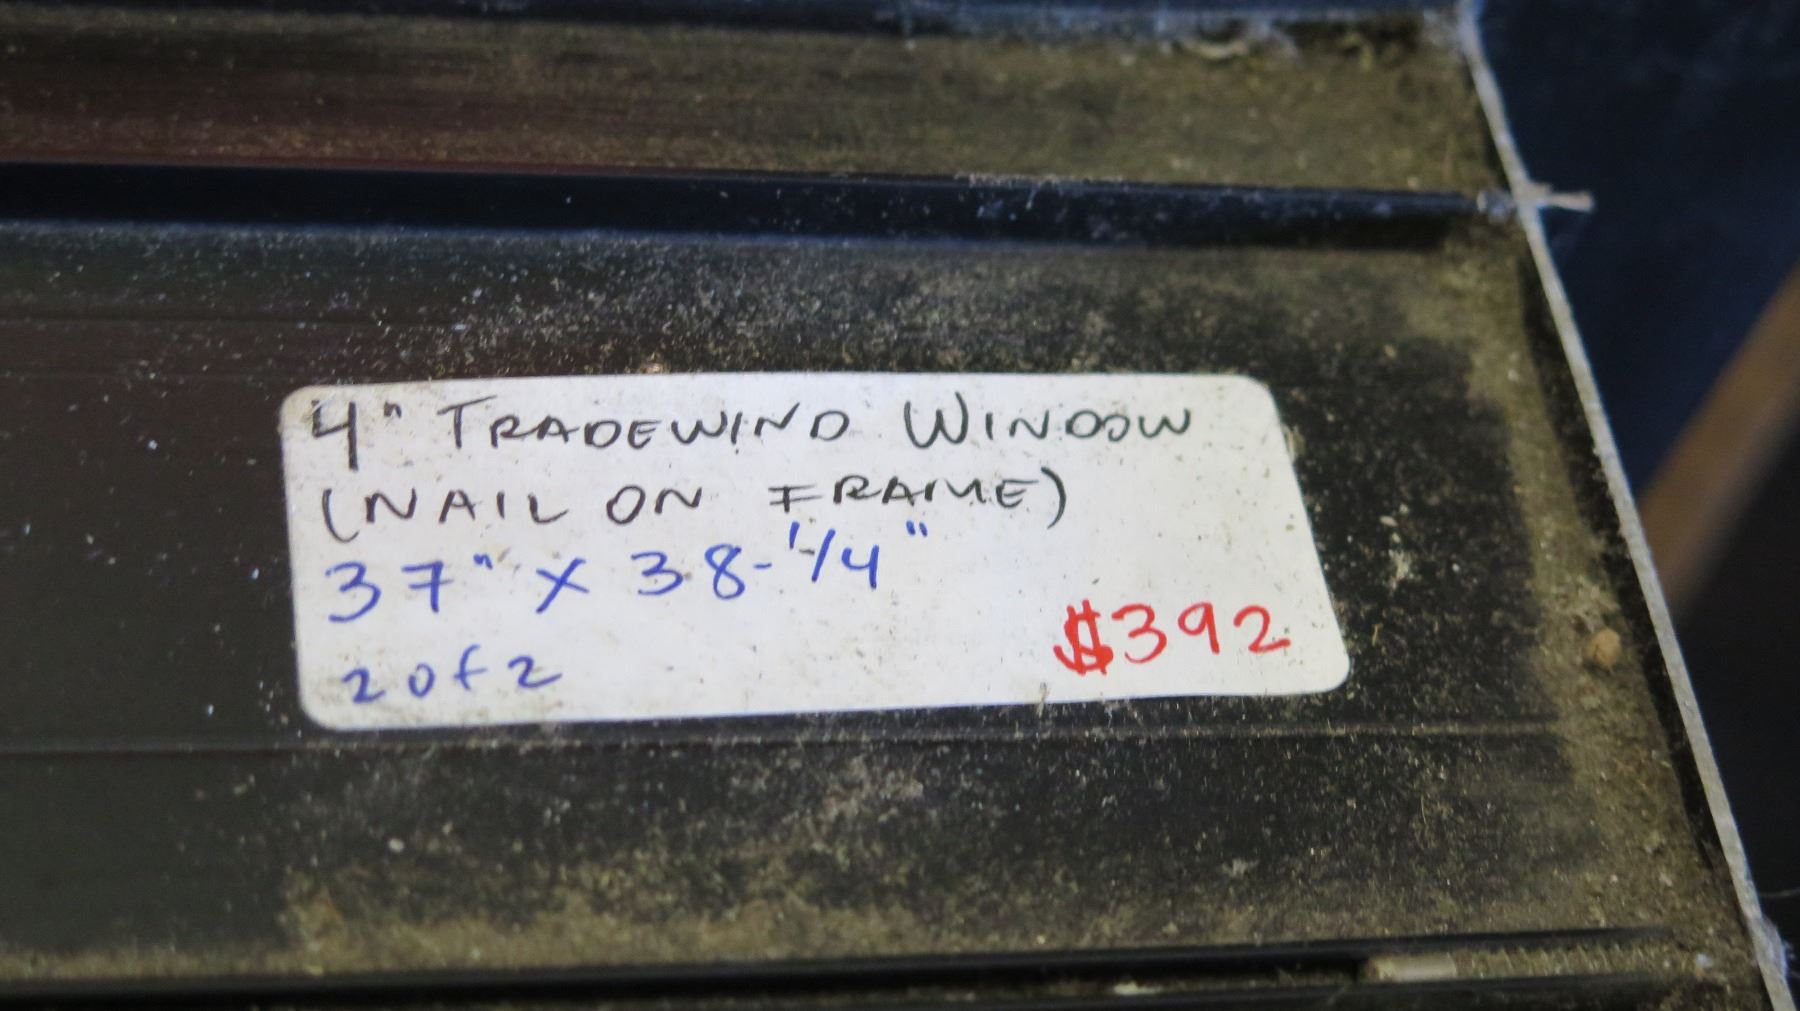 4" TRADEWIND WINDOW
(NAIL ON FRAME)
37" X 38-1/4"
2 of 2 $392